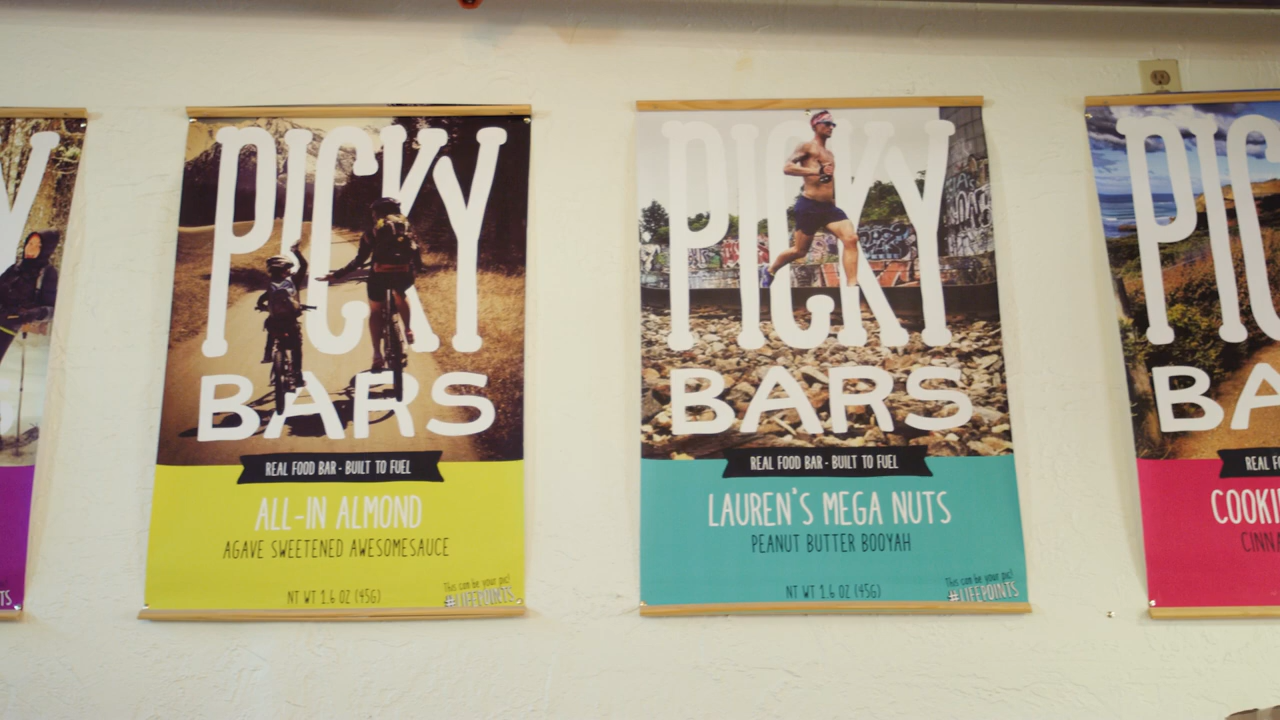 Y
TS
PICKY
BARS
REAL FOOD BAR - BUILT TO FUEL
ALL-IN ALMOND
AGAVE SWEETENED AWESOMESAUCE
NT WT 1.6 OZ (45G)
This can be your pic!
#LIFEPOINTS
PICKY
BARS
REAL FOOD BAR - BUILT TO FUEL
LAUREN'S MEGA NUTS
PEANUT BUTTER BOOYAH
NT WT 1.6 OZ (45G)
This can be your pic!
#LIFEPOINTS
PIC
BA
REAL FO
COOKI
CINNA